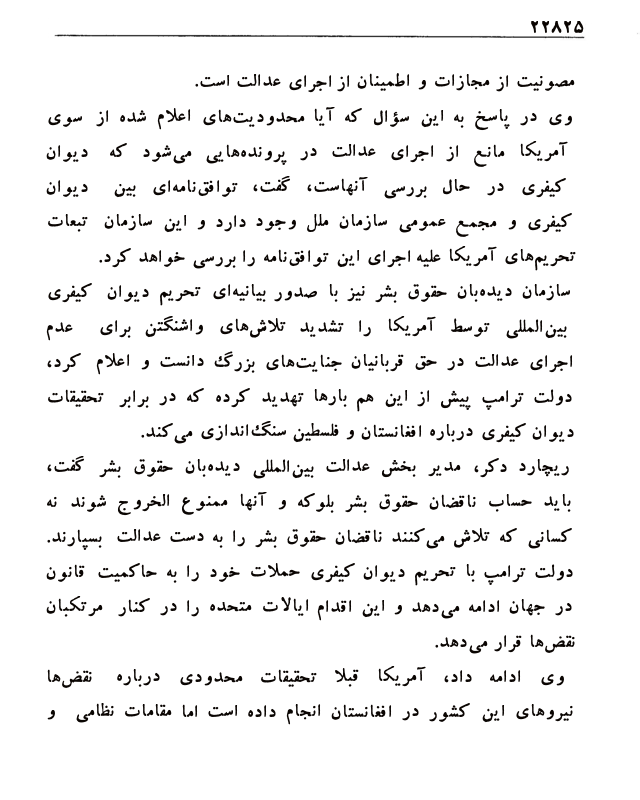 ۲۲۸۲۵
مصونیت از مجازات و اطمینان از اجرای عدالت است.
وی در پاسخ به این سؤال که آیا محدودیت‌های اعلام شده از سوی
آمریکا مانع از اجرای عدالت در پرونده‌هایی می‌شود که دیوان
کیفری در حال بررسی آنهاست، گفت، توافق‌نامه‌ای بین دیوان
کیفری و مجمع عمومی سازمان ملل وجود دارد و این سازمان تبعات
تحریم‌های آمریکا علیه اجرای این توافق‌نامه را بررسی خواهد کرد.
سازمان دیده‌بان حقوق بشر نیز با صدور بیانیه‌ای تحریم دیوان کیفری
بین‌المللی توسط آمریکا را تشدید تلاش‌های واشنگتن برای عدم
اجرای عدالت در حق قربانیان جنایت‌های بزرگ دانست و اعلام کرد،
دولت ترامپ پیش از این هم بارها تهدید کرده که در برابر تحقیقات
دیوان کیفری درباره افغانستان و فلسطین سنگ‌اندازی می‌کند.
ریچارد دکر، مدیر بخش عدالت بین‌المللی دیده‌بان حقوق بشر گفت،
باید حساب ناقضان حقوق بشر بلوکه و آنها ممنوع الخروج شوند نه
کسانی که تلاش می‌کنند ناقضان حقوق بشر را به دست عدالت بسپارند.
دولت ترامپ با تحریم دیوان کیفری حملات خود را به حاکمیت قانون
در جهان ادامه می‌دهد و این اقدام ایالات متحده را در کنار مرتکبان
نقض‌ها قرار می‌دهد.
وی ادامه داد، آمریکا قبلا تحقیقات محدودی درباره نقض‌ها
نیروهای این کشور در افغانستان انجام داده است اما مقامات نظامی و